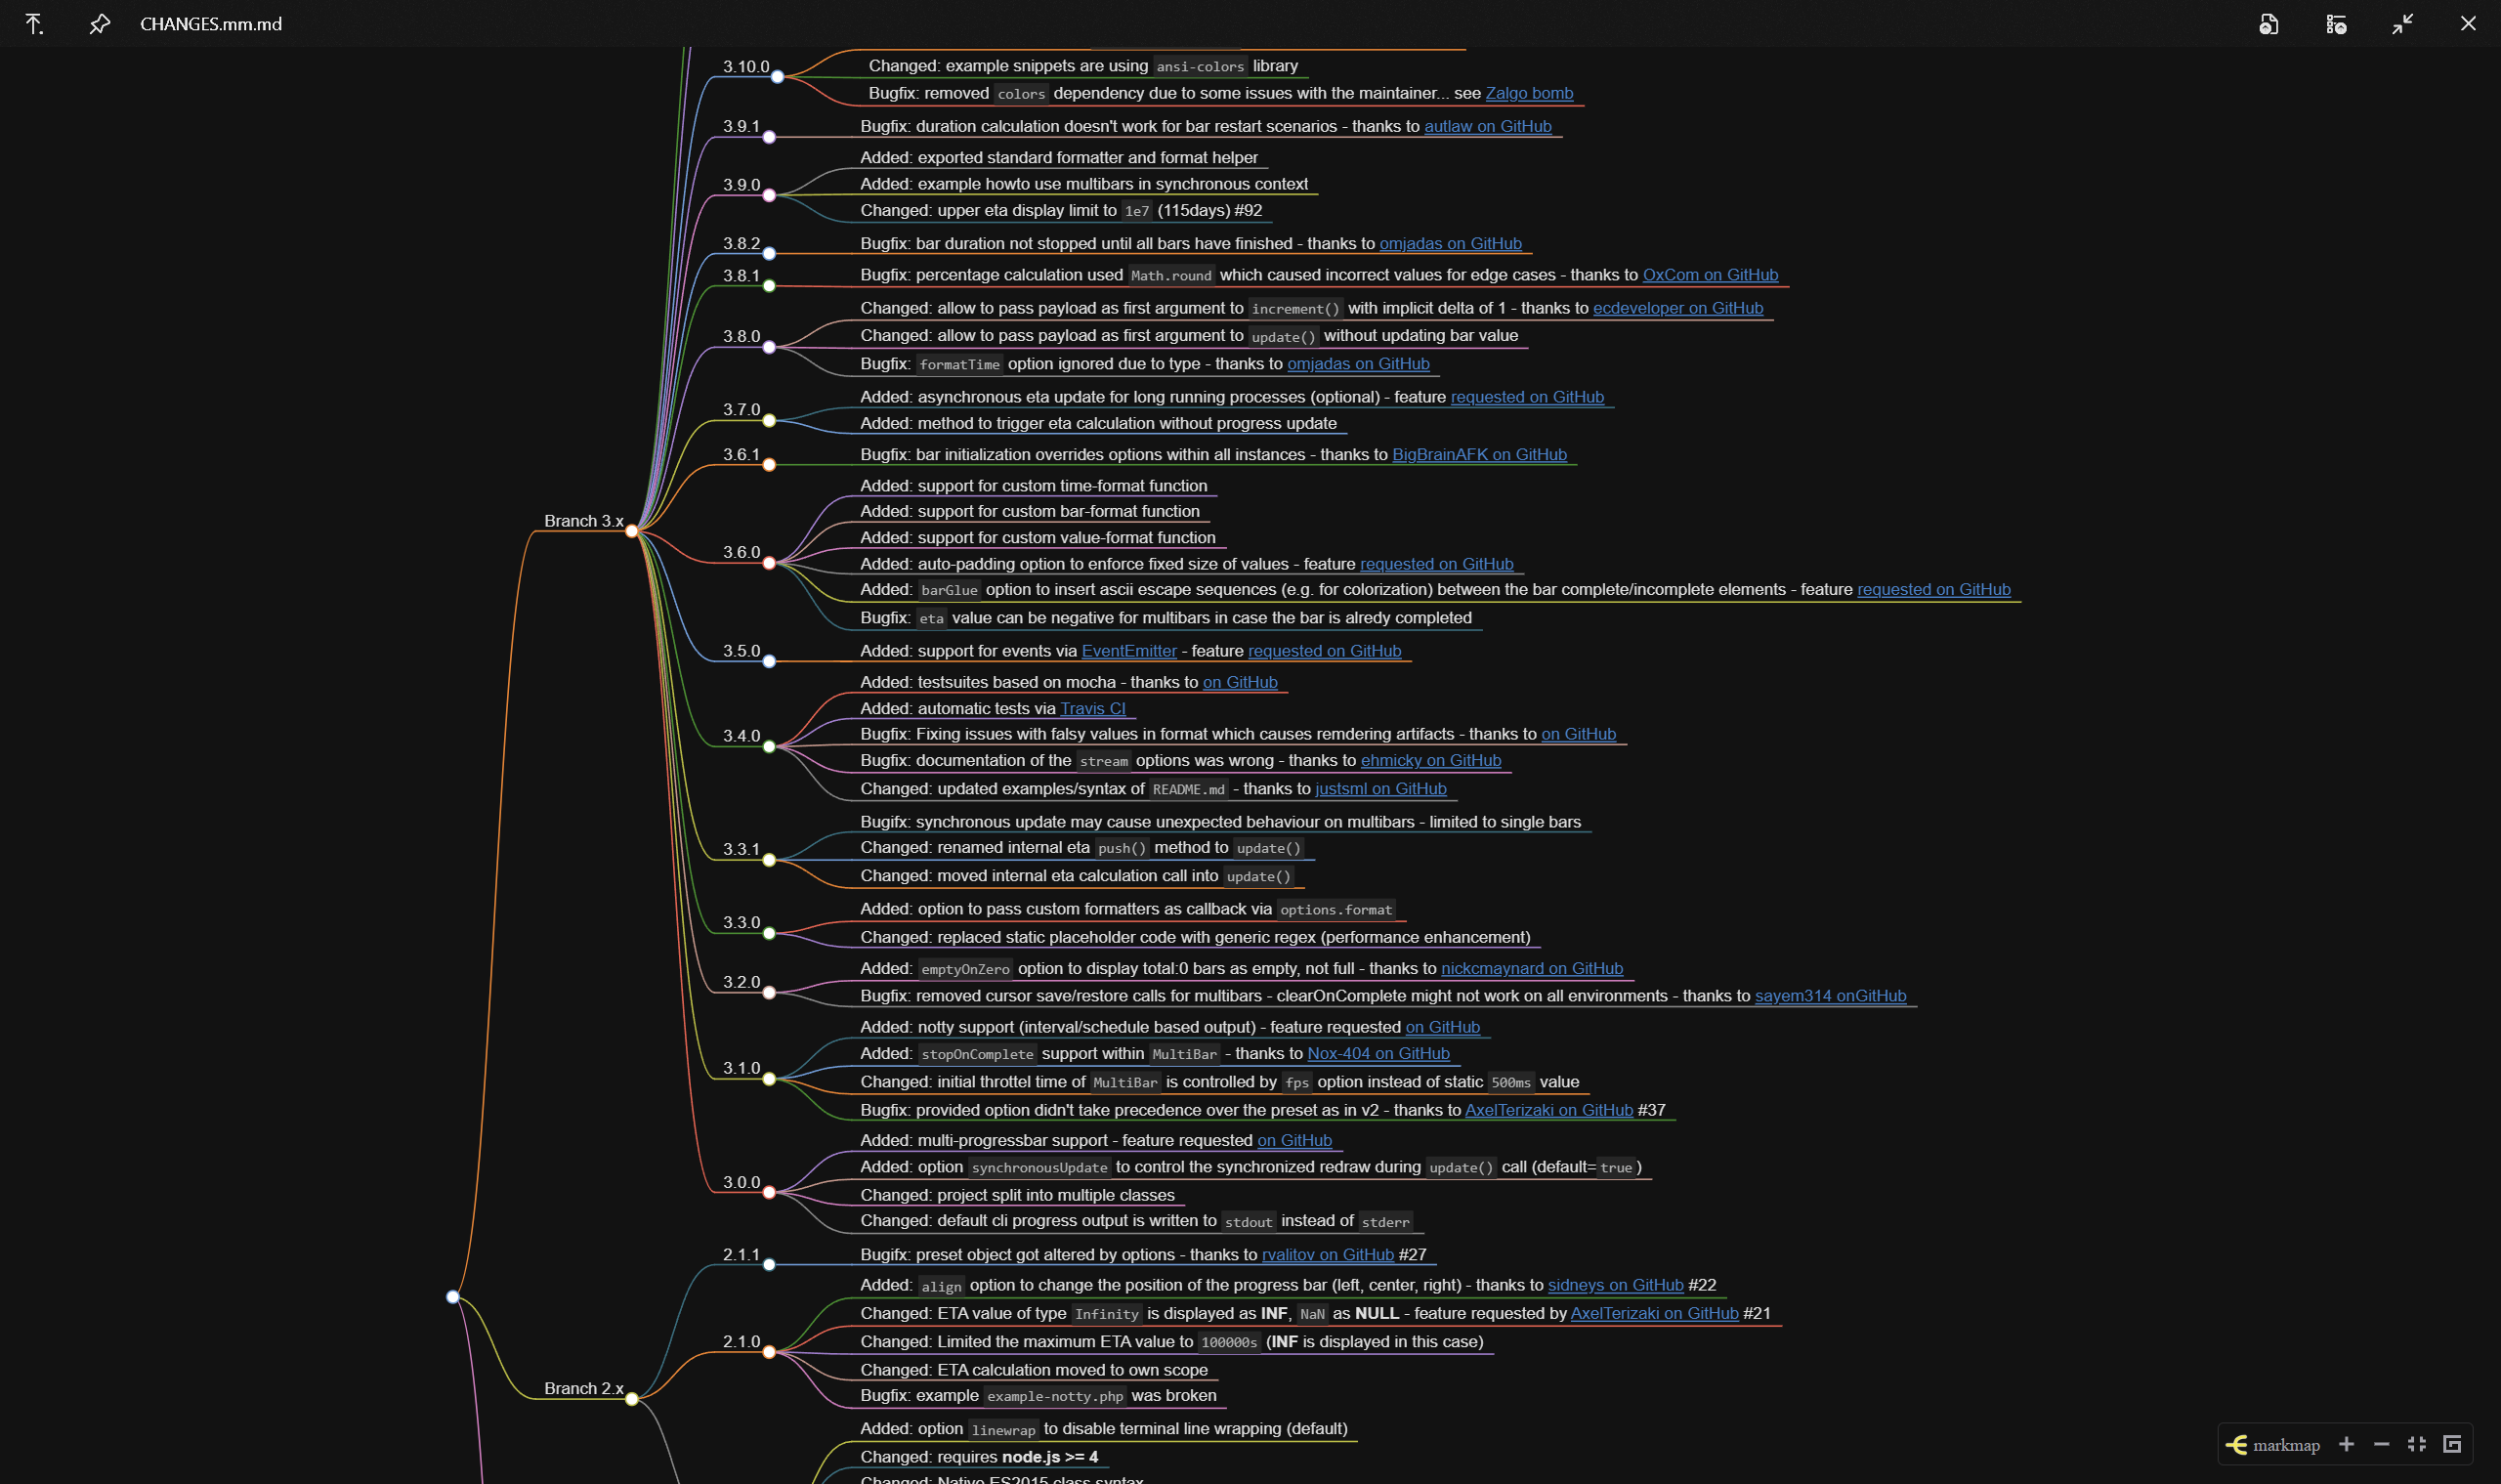 CHANGES.mm.md
3.10.0
Changed: example snippets are using ansi-colors library
Bugfix: removed colors dependency due to some issues with the maintainer... see Zalgo bomb
3.9.1
Bugfix: duration calculation doesn't work for bar restart scenarios - thanks to autlaw on GitHub
3.9.0
Added: exported standard formatter and format helper
Added: example howto use multibars in synchronous context
Changed: upper eta display limit to 1e7 (115days) #92
3.8.2
Bugfix: bar duration not stopped until all bars have finished - thanks to omjadas on GitHub
3.8.1
Bugfix: percentage calculation used Math.round which caused incorrect values for edge cases - thanks to OxCom on GitHub
3.8.0
Changed: allow to pass payload as first argument to increment() with implicit delta of 1 - thanks to ecdeveloper on GitHub
Changed: allow to pass payload as first argument to update() without updating bar value
Bugfix: formatTime option ignored due to type - thanks to omjadas on GitHub
3.7.0
Added: asynchronous eta update for long running processes (optional) - feature requested on GitHub
Added: method to trigger eta calculation without progress update
3.6.1
Bugfix: bar initialization overrides options within all instances - thanks to BigBrainAFK on GitHub
Branch 3.x
3.6.0
Added: support for custom time-format function
Added: support for custom bar-format function
Added: support for custom value-format function
Added: auto-padding option to enforce fixed size of values - feature requested on GitHub
Added: barGlue option to insert ascii escape sequences (e.g. for colorization) between the bar complete/incomplete elements - feature requested on GitHub
Bugfix: eta value can be negative for multibars in case the bar is alredy completed
3.5.0
Added: support for events via EventEmitter - feature requested on GitHub
3.4.0
Added: testsuites based on mocha - thanks to on GitHub
Added: automatic tests via Travis CI
Bugfix: Fixing issues with falsy values in format which causes remdering artifacts - thanks to on GitHub
Bugfix: documentation of the stream options was wrong - thanks to ehmicky on GitHub
Changed: updated examples/syntax of README.md - thanks to justsml on GitHub
3.3.1
Bugifx: synchronous update may cause unexpected behaviour on multibars - limited to single bars
Changed: renamed internal eta push() method to update()
Changed: moved internal eta calculation call into update()
3.3.0
Added: option to pass custom formatters as callback via options.format
Changed: replaced static placeholder code with generic regex (performance enhancement)
3.2.0
Added: emptyOnZero option to display total:0 bars as empty, not full - thanks to nickcmaynard on GitHub
Bugfix: removed cursor save/restore calls for multibars - clearOnComplete might not work on all environments - thanks to sayem314 onGitHub
3.1.0
Added: notty support (interval/schedule based output) - feature requested on GitHub
Added: stopOnComplete support within MultiBar - thanks to Nox-404 on GitHub
Changed: initial throttel time of MultiBar is controlled by fps option instead of static 500ms value
Bugfix: provided option didn't take precedence over the preset as in v2 - thanks to AxelTerizaki on GitHub #37
3.0.0
Added: multi-progressbar support - feature requested on GitHub
Added: option synchronousUpdate to control the synchronized redraw during update() call (default=true)
Changed: project split into multiple classes
Changed: default cli progress output is written to stdout instead of stderr
2.1.1
Bugifx: preset object got altered by options - thanks to rvalitov on GitHub #27
2.1.0
Added: align option to change the position of the progress bar (left, center, right) - thanks to sidneys on GitHub #22
Changed: ETA value of type Infinity is displayed as INF, NaN as NULL - feature requested by AxelTerizaki on GitHub #21
Changed: Limited the maximum ETA value to 100000s (INF is displayed in this case)
Changed: ETA calculation moved to own scope
Bugfix: example example-notty.php was broken
Branch 2.x
Added: option linewrap to disable terminal line wrapping (default)
Changed: requires node.js >= 4
Changed: Native ES2015 class syntax
markmap